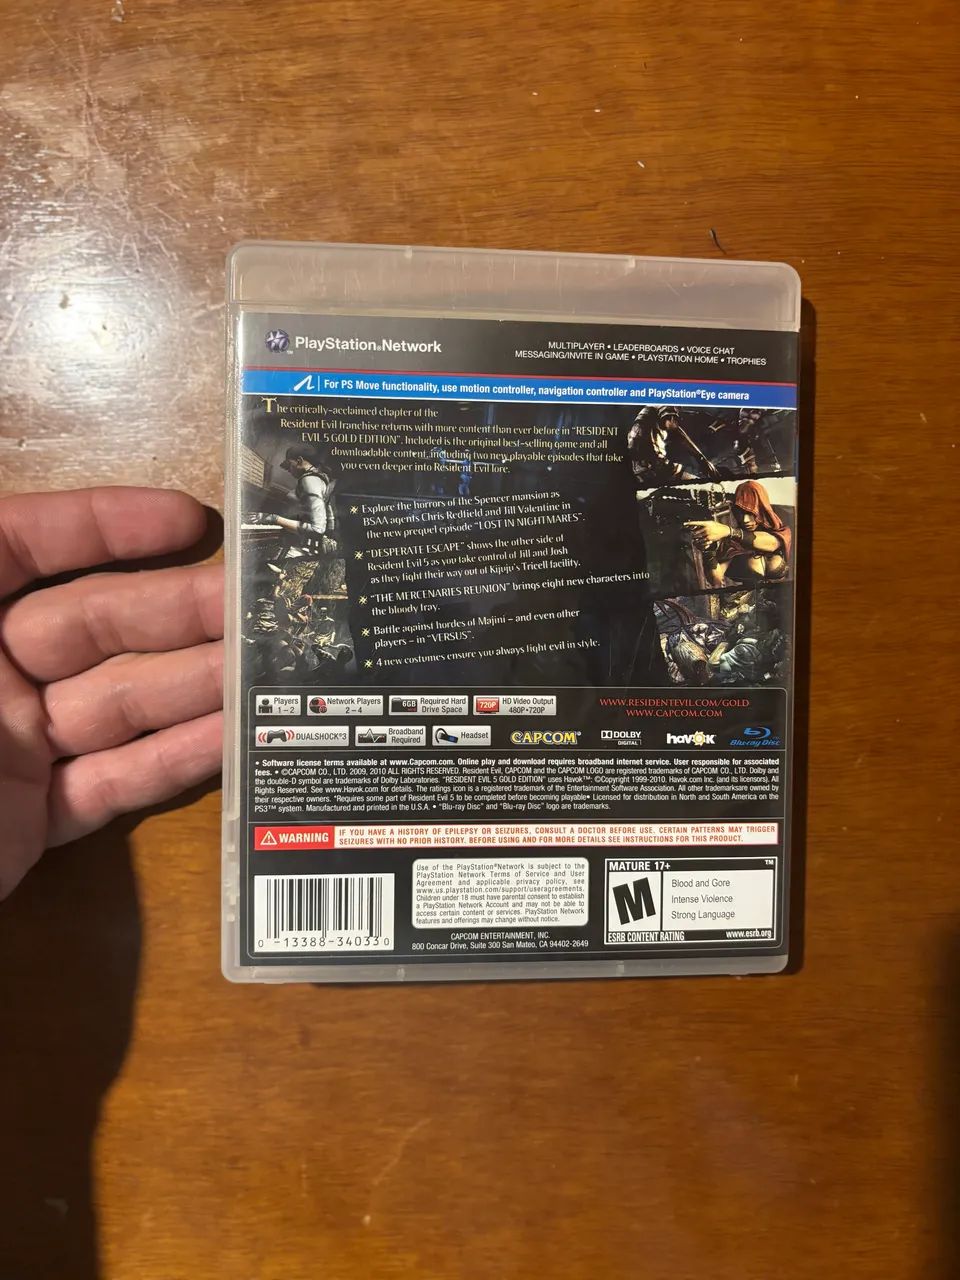 PlayStation®Network
MULTIPLAYER • LEADERBOARDS • VOICE CHAT
MESSAGING/INVITE IN GAME • PLAYSTATION HOME • TROPHIES
For PS Move functionality, use motion controller, navigation controller and PlayStation®Eye camera
The critically-acclaimed chapter of the
Resident Evil franchise returns with more content than ever before in "RESIDENT
EVIL 5 GOLD EDITION". Included is the original best-selling game and all
downloadable content, including two new playable episodes that take
you even deeper into Resident Evil lore.
Explore the horrors of the Spencer mansion as
BSAA agents Chris Redfield and Jill Valentine in
the new prequel episode "LOST IN NIGHTMARES".
"DESPERATE ESCAPE" shows the other side of
Resident Evil 5 as you take control of Jill and Josh
as they fight their way out of Kijuju's Tricell facility.
"THE MERCENARIES REUNION" brings eight new characters into
the bloody fray.
Battle against hordes of Majini – and even other
players – in "VERSUS".
4 new costumes ensure you always fight evil in style.
Players
1 – 2
Network Players
2 – 4
6GB
Required Hard
Drive Space
720P
HD Video Output
480P•720P
WWW.RESIDENTEVIL.COM/GOLD
WWW.CAPCOM.COM
DUALSHOCK®3
Broadband
Required
Headset
CAPCOM®
DOLBY
DIGITAL
havok
Blu-ray Disc
• Software license terms available at www.Capcom.com. Online play and download requires broadband internet service. User responsible for associated
fees. • ©CAPCOM CO., LTD. 2009, 2010 ALL RIGHTS RESERVED. Resident Evil, CAPCOM and the CAPCOM LOGO are registered trademarks of CAPCOM CO., LTD. Dolby and
the double-D symbol are trademarks of Dolby Laboratories. "RESIDENT EVIL 5 GOLD EDITION" uses Havok™: ©Copyright 1999-2010. Havok.com Inc. (and its licensors). All
Rights Reserved. See www.Havok.com for details. The ratings icon is a registered trademark of the Entertainment Software Association. All other trademarks are owned by
their respective owners. *Requires some part of Resident Evil 5 to be completed before becoming playable• Licensed for distribution in North and South America on the
PS3™ system. Manufactured and printed in the U.S.A. • "Blu-ray Disc" and "Blu-ray Disc" logo are trademarks.
WARNING
IF YOU HAVE A HISTORY OF EPILEPSY OR SEIZURES, CONSULT A DOCTOR BEFORE USE. CERTAIN PATTERNS MAY TRIGGER
SEIZURES WITH NO PRIOR HISTORY. BEFORE USING AND FOR MORE DETAILS SEE INSTRUCTIONS FOR THIS PRODUCT.
0 -13388-34033 0
Use of the PlayStation®Network is subject to the
PlayStation Network Terms of Service and User
Agreement and applicable privacy policy, see
www.us.playstation.com/support/useragreements.
Children under 18 must have parental consent to establish
a PlayStation Network Account and may not be able to
access certain content or services. PlayStation Network
features and offerings may change without notice.
CAPCOM ENTERTAINMENT, INC.
800 Concar Drive, Suite 300 San Mateo, CA 94402-2649
MATURE 17+
TM
M
Blood and Gore
Intense Violence
Strong Language
ESRB CONTENT RATING
www.esrb.org